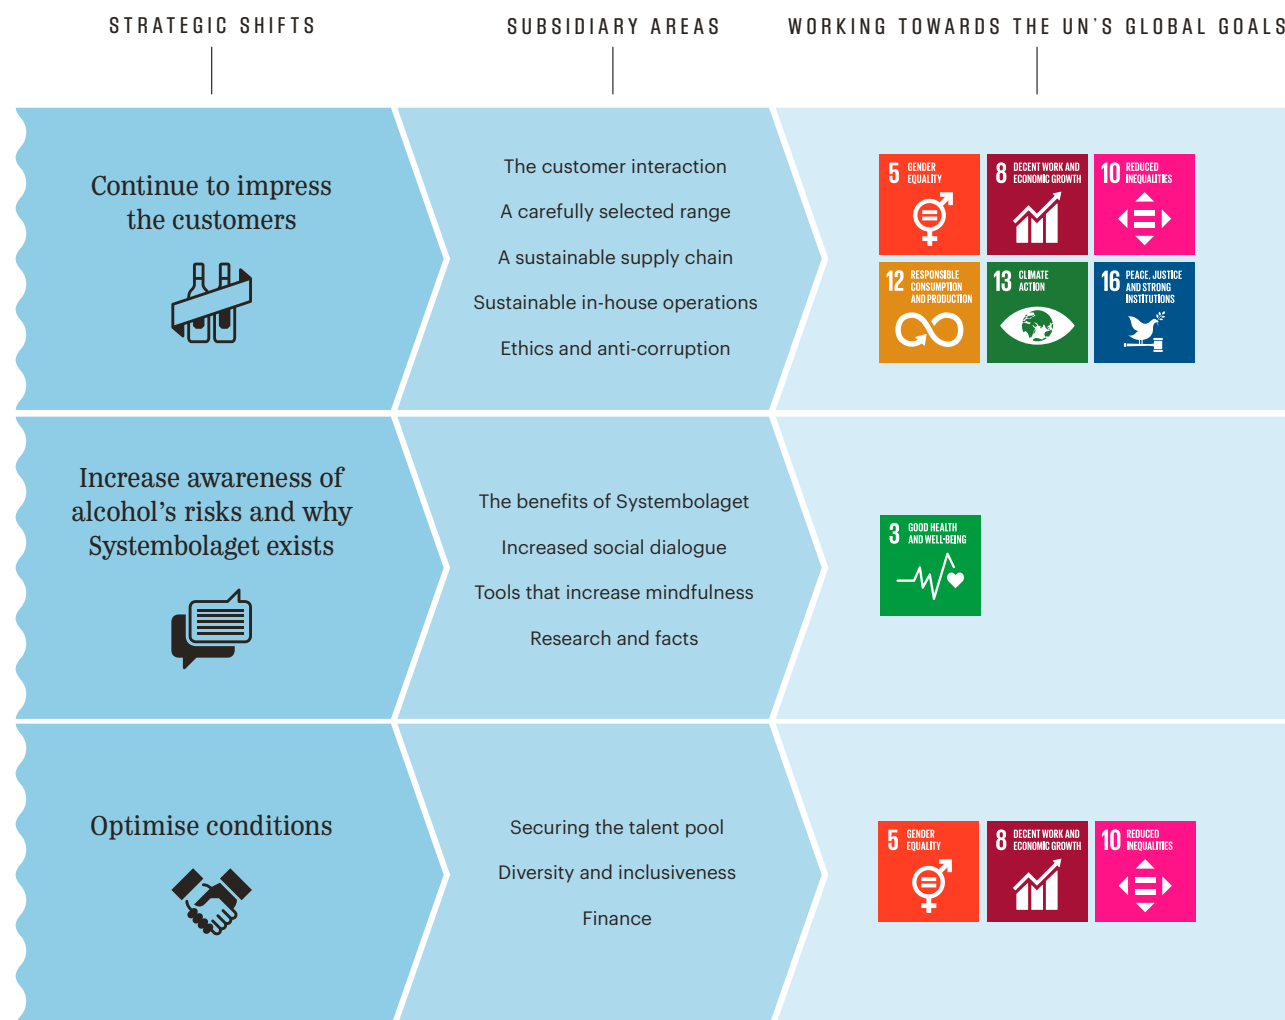 STRATEGIC SHIFTS
SUBSIDIARY AREAS
WORKING TOWARDS THE UN'S GLOBAL GOALS
Continue to impress
the customers
The customer interaction
A carefully selected range
A sustainable supply chain
Sustainable in-house operations
Ethics and anti-corruption
5 GENDER
EQUALITY
8 DECENT WORK AND
ECONOMIC GROWTH
10 REDUCED
INEQUALITIES
12 RESPONSIBLE
CONSUMPTION
AND PRODUCTION
13 CLIMATE
ACTION
16 PEACE, JUSTICE
AND STRONG
INSTITUTIONS
Increase awareness of
alcohol's risks and why
Systembolaget exists
The benefits of Systembolaget
Increased social dialogue
Tools that increase mindfulness
Research and facts
3 GOOD HEALTH
AND WELL-BEING
Optimise conditions
Securing the talent pool
Diversity and inclusiveness
Finance
5 GENDER
EQUALITY
8 DECENT WORK AND
ECONOMIC GROWTH
10 REDUCED
INEQUALITIES